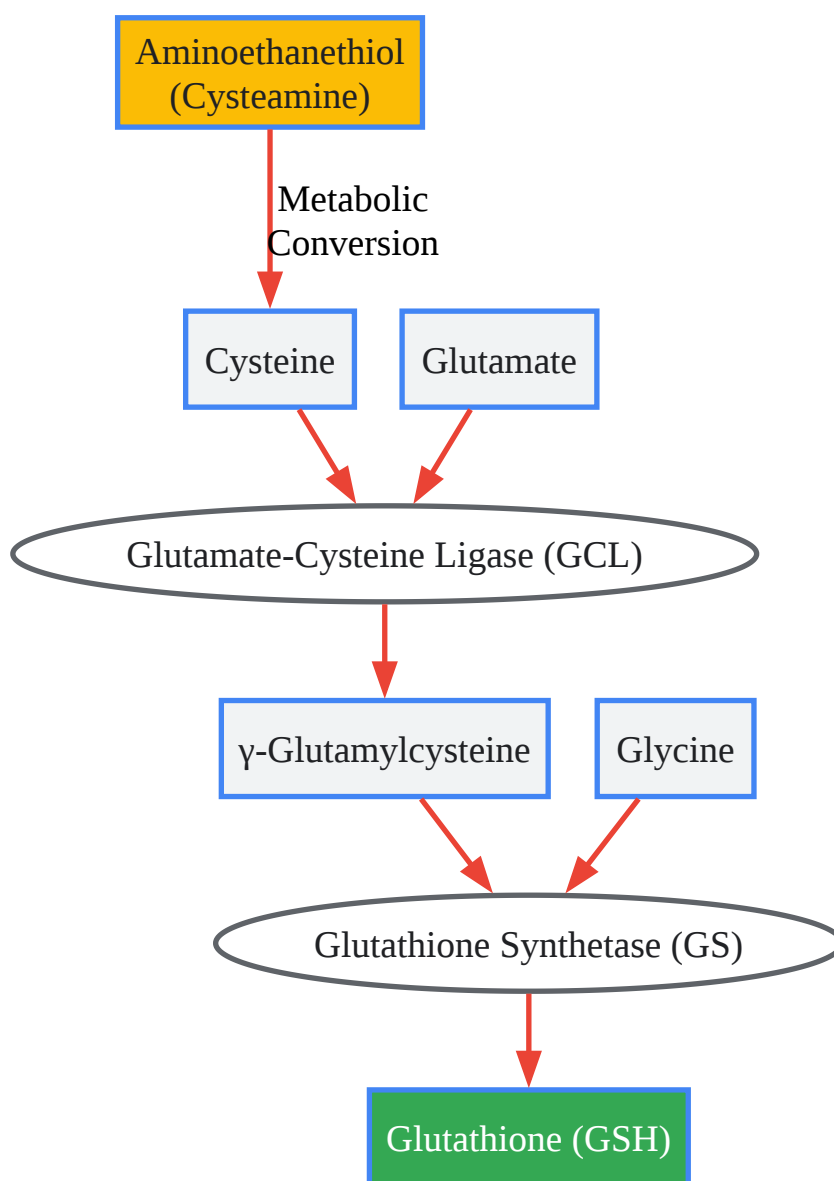 Aminoethanethiol
(Cysteamine)
Metabolic
Conversion
Cysteine
Glutamate
Glutamate-Cysteine Ligase (GCL)
γ-Glutamylcysteine
Glycine
Glutathione Synthetase (GS)
Glutathione (GSH)